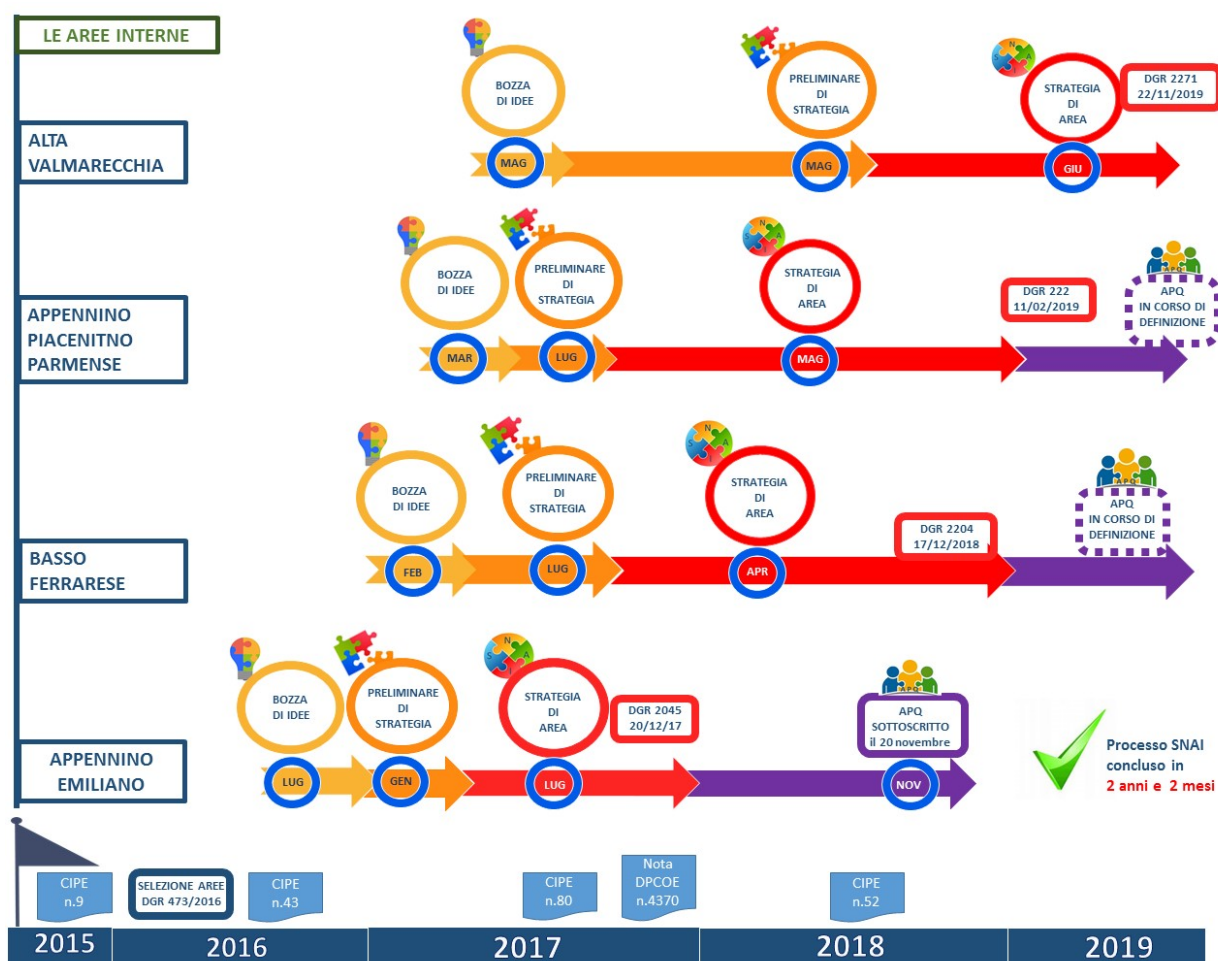 LE AREE INTERNE
BOZZA
DI IDEE
PRELIMINARE
DI
STRATEGIA
S N A I
STRATEGIA
DI
AREA
DGR 2271
22/11/2019
ALTA
VALMARECCHIA
MAG
MAG
GIU
BOZZA
DI IDEE
PRELIMINARE
DI
STRATEGIA
S N A I
STRATEGIA
DI
AREA
DGR 222
11/02/2019
APQ
APQ
IN CORSO DI
DEFINIZIONE
APPENNINO
PIACENITNO
PARMENSE
MAR
LUG
MAG
BOZZA
DI IDEE
PRELIMINARE
DI
STRATEGIA
S N A I
STRATEGIA
DI
AREA
DGR 2204
17/12/2018
APQ
APQ
IN CORSO DI
DEFINIZIONE
BASSO
FERRARESE
FEB
LUG
APR
BOZZA
DI IDEE
PRELIMINARE
DI
STRATEGIA
S N A I
STRATEGIA
DI
AREA
DGR 2045
20/12/17
APQ
APQ
SOTTOSCRITTO
il 20 novembre
APPENNINO
EMILIANO
LUG
GEN
LUG
NOV
Processo SNAI
concluso in
2 anni e 2 mesi
CIPE
n.9
SELEZIONE AREE
DGR 473/2016
CIPE
n.43
CIPE
n.80
Nota
DPCOE
n.4370
CIPE
n.52
2015
2016
2017
2018
2019